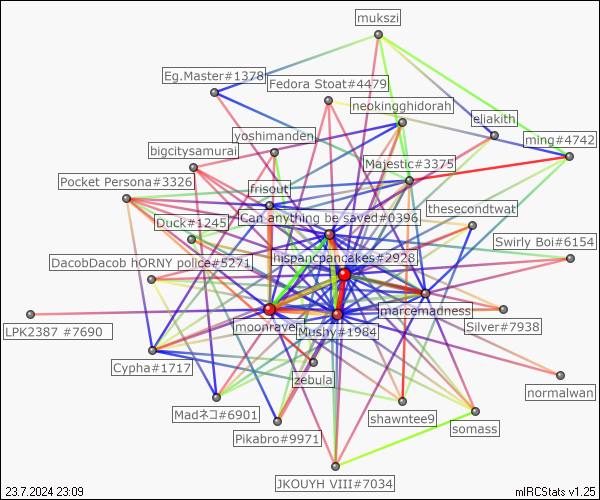 mukszi
Eg.Master#1378
Fedora Stoat#4479
neokingghidorah
eliakith
yoshimanden
ming#4742
bigcitysamurai
Majestic#3375
Pocket Persona#3326
frisout
Can anything be saved#0396
thesecondtwat
Duck#1245
Swirly Boi#6154
hispancpancakes#2928
DacobDacob hORNY police#5271
marcemadness
LPK2387 #7690
moonrave
Mushy#1984
Silver#7938
Cypha#1717
zebula
normalwan
Madネコ#6901
shawntee9
somass
Pikabro#9971
JKOUYH VIII#7034
23.7.2024 23:09
mIRCStats v1.25